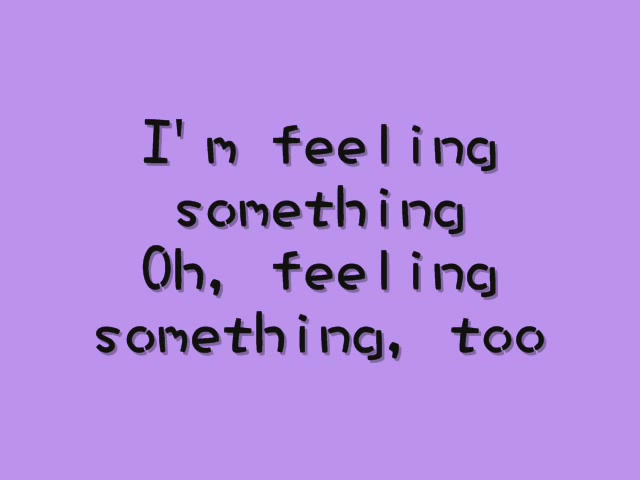 I'm feeling
something
Oh, feeling
something, too